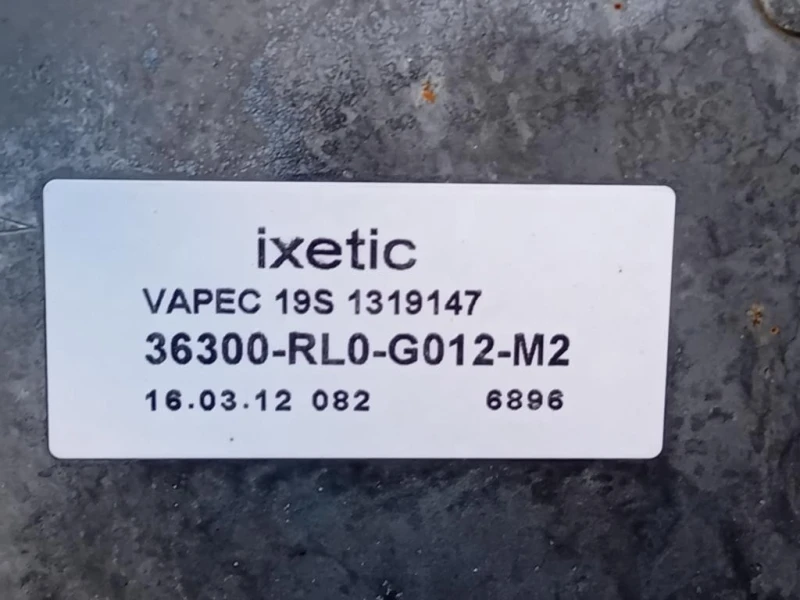 ixetic
VAPEC 19S 1319147
36300-RL0-G012-M2
16.03.12 082 6896